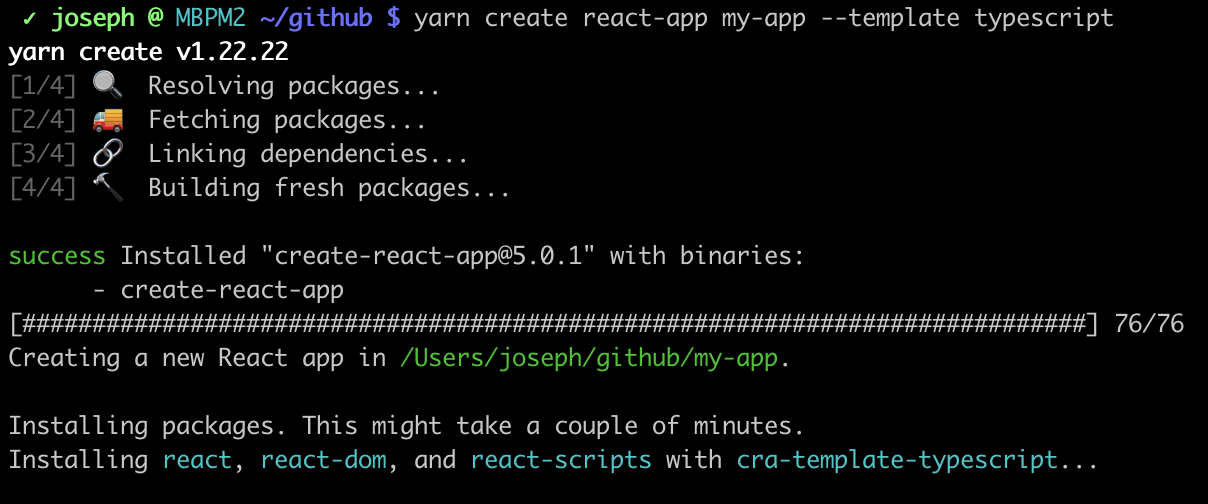 ✓ joseph @ MBPM2 ~/github $ yarn create react-app my-app --template typescript
yarn create v1.22.22
[1/4] 🔍 Resolving packages...
[2/4] 🚚 Fetching packages...
[3/4] 🔗 Linking dependencies...
[4/4] 🔨 Building fresh packages...
success Installed "create-react-app@5.0.1" with binaries:
- create-react-app
[############################################################################] 76/76
Creating a new React app in /Users/joseph/github/my-app.
Installing packages. This might take a couple of minutes.
Installing react, react-dom, and react-scripts with cra-template-typescript...